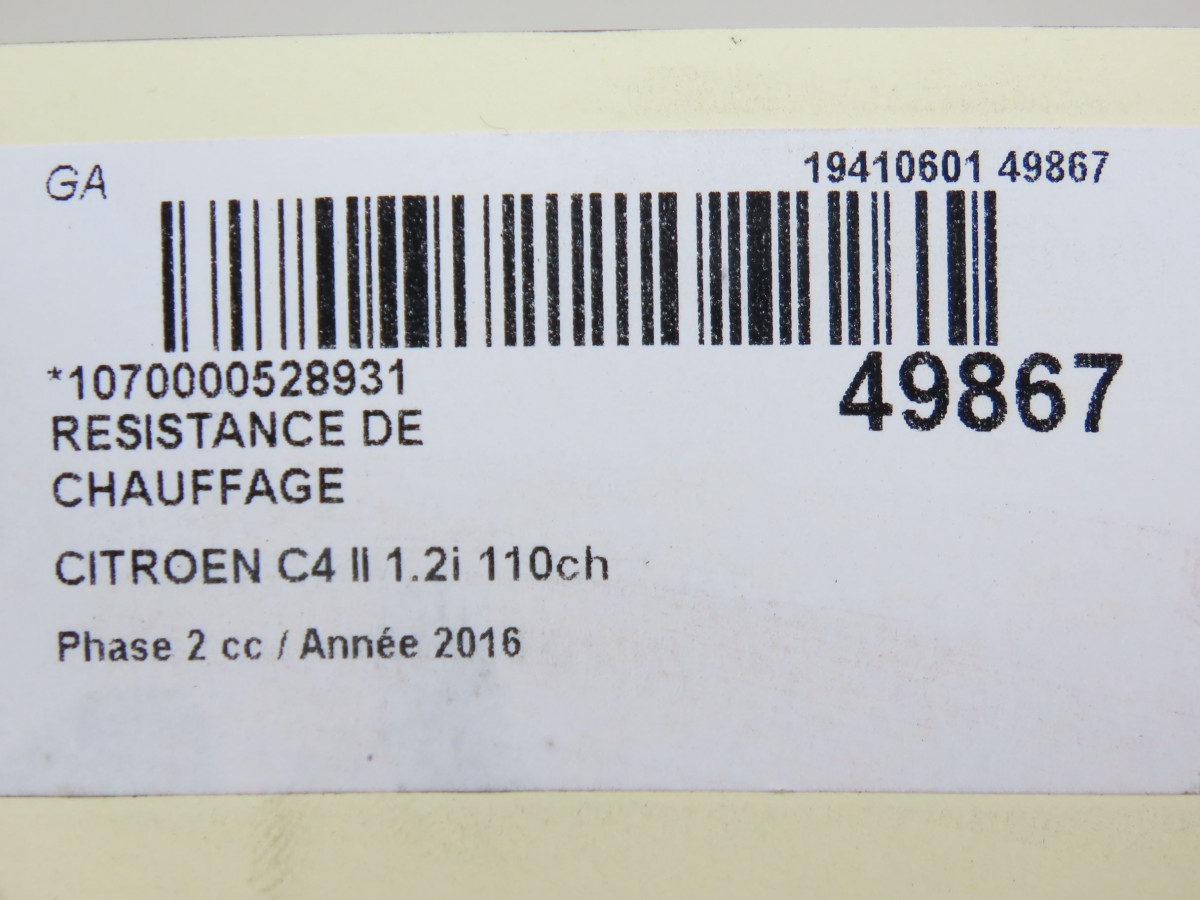 GA
19410601 49867
*1070000528931
49867
RESISTANCE DE
CHAUFFAGE
CITROEN C4 II 1.2i 110ch
Phase 2 cc / Année 2016